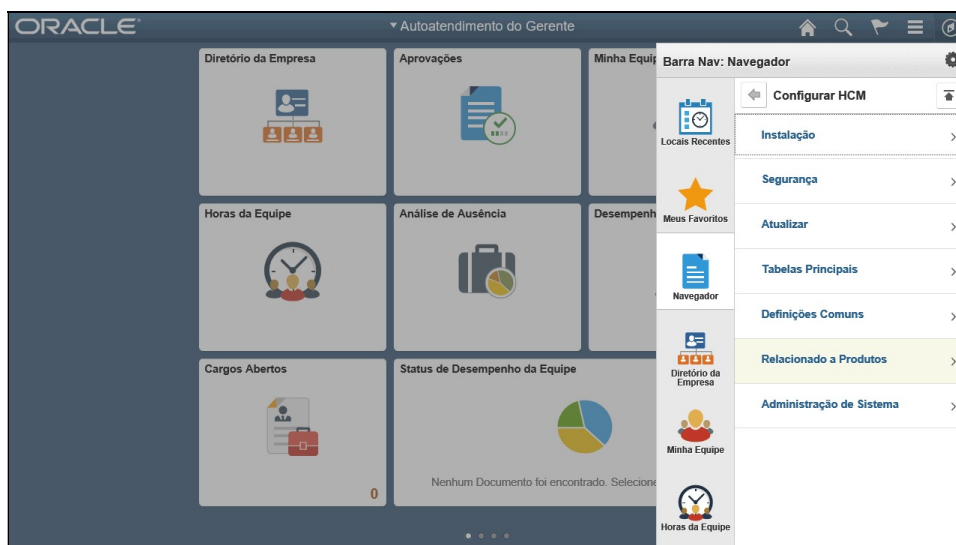 ORACLE
Autoatendimento do Gerente
Diretório da Empresa
Aprovações
Minha Equip
Horas da Equipe
Análise de Ausência
Desempenh
Cargos Abertos
0
Status de Desempenho da Equipe
Nenhum Documento foi encontrado. Selecione
Barra Nav: Navegador
Locais Recentes
Meus Favoritos
Navegador
Diretório da
Empresa
Minha Equipe
Horas da Equipe
Configurar HCM
Instalação
Segurança
Atualizar
Tabelas Principais
Definições Comuns
Relacionado a Produtos
Administração de Sistema